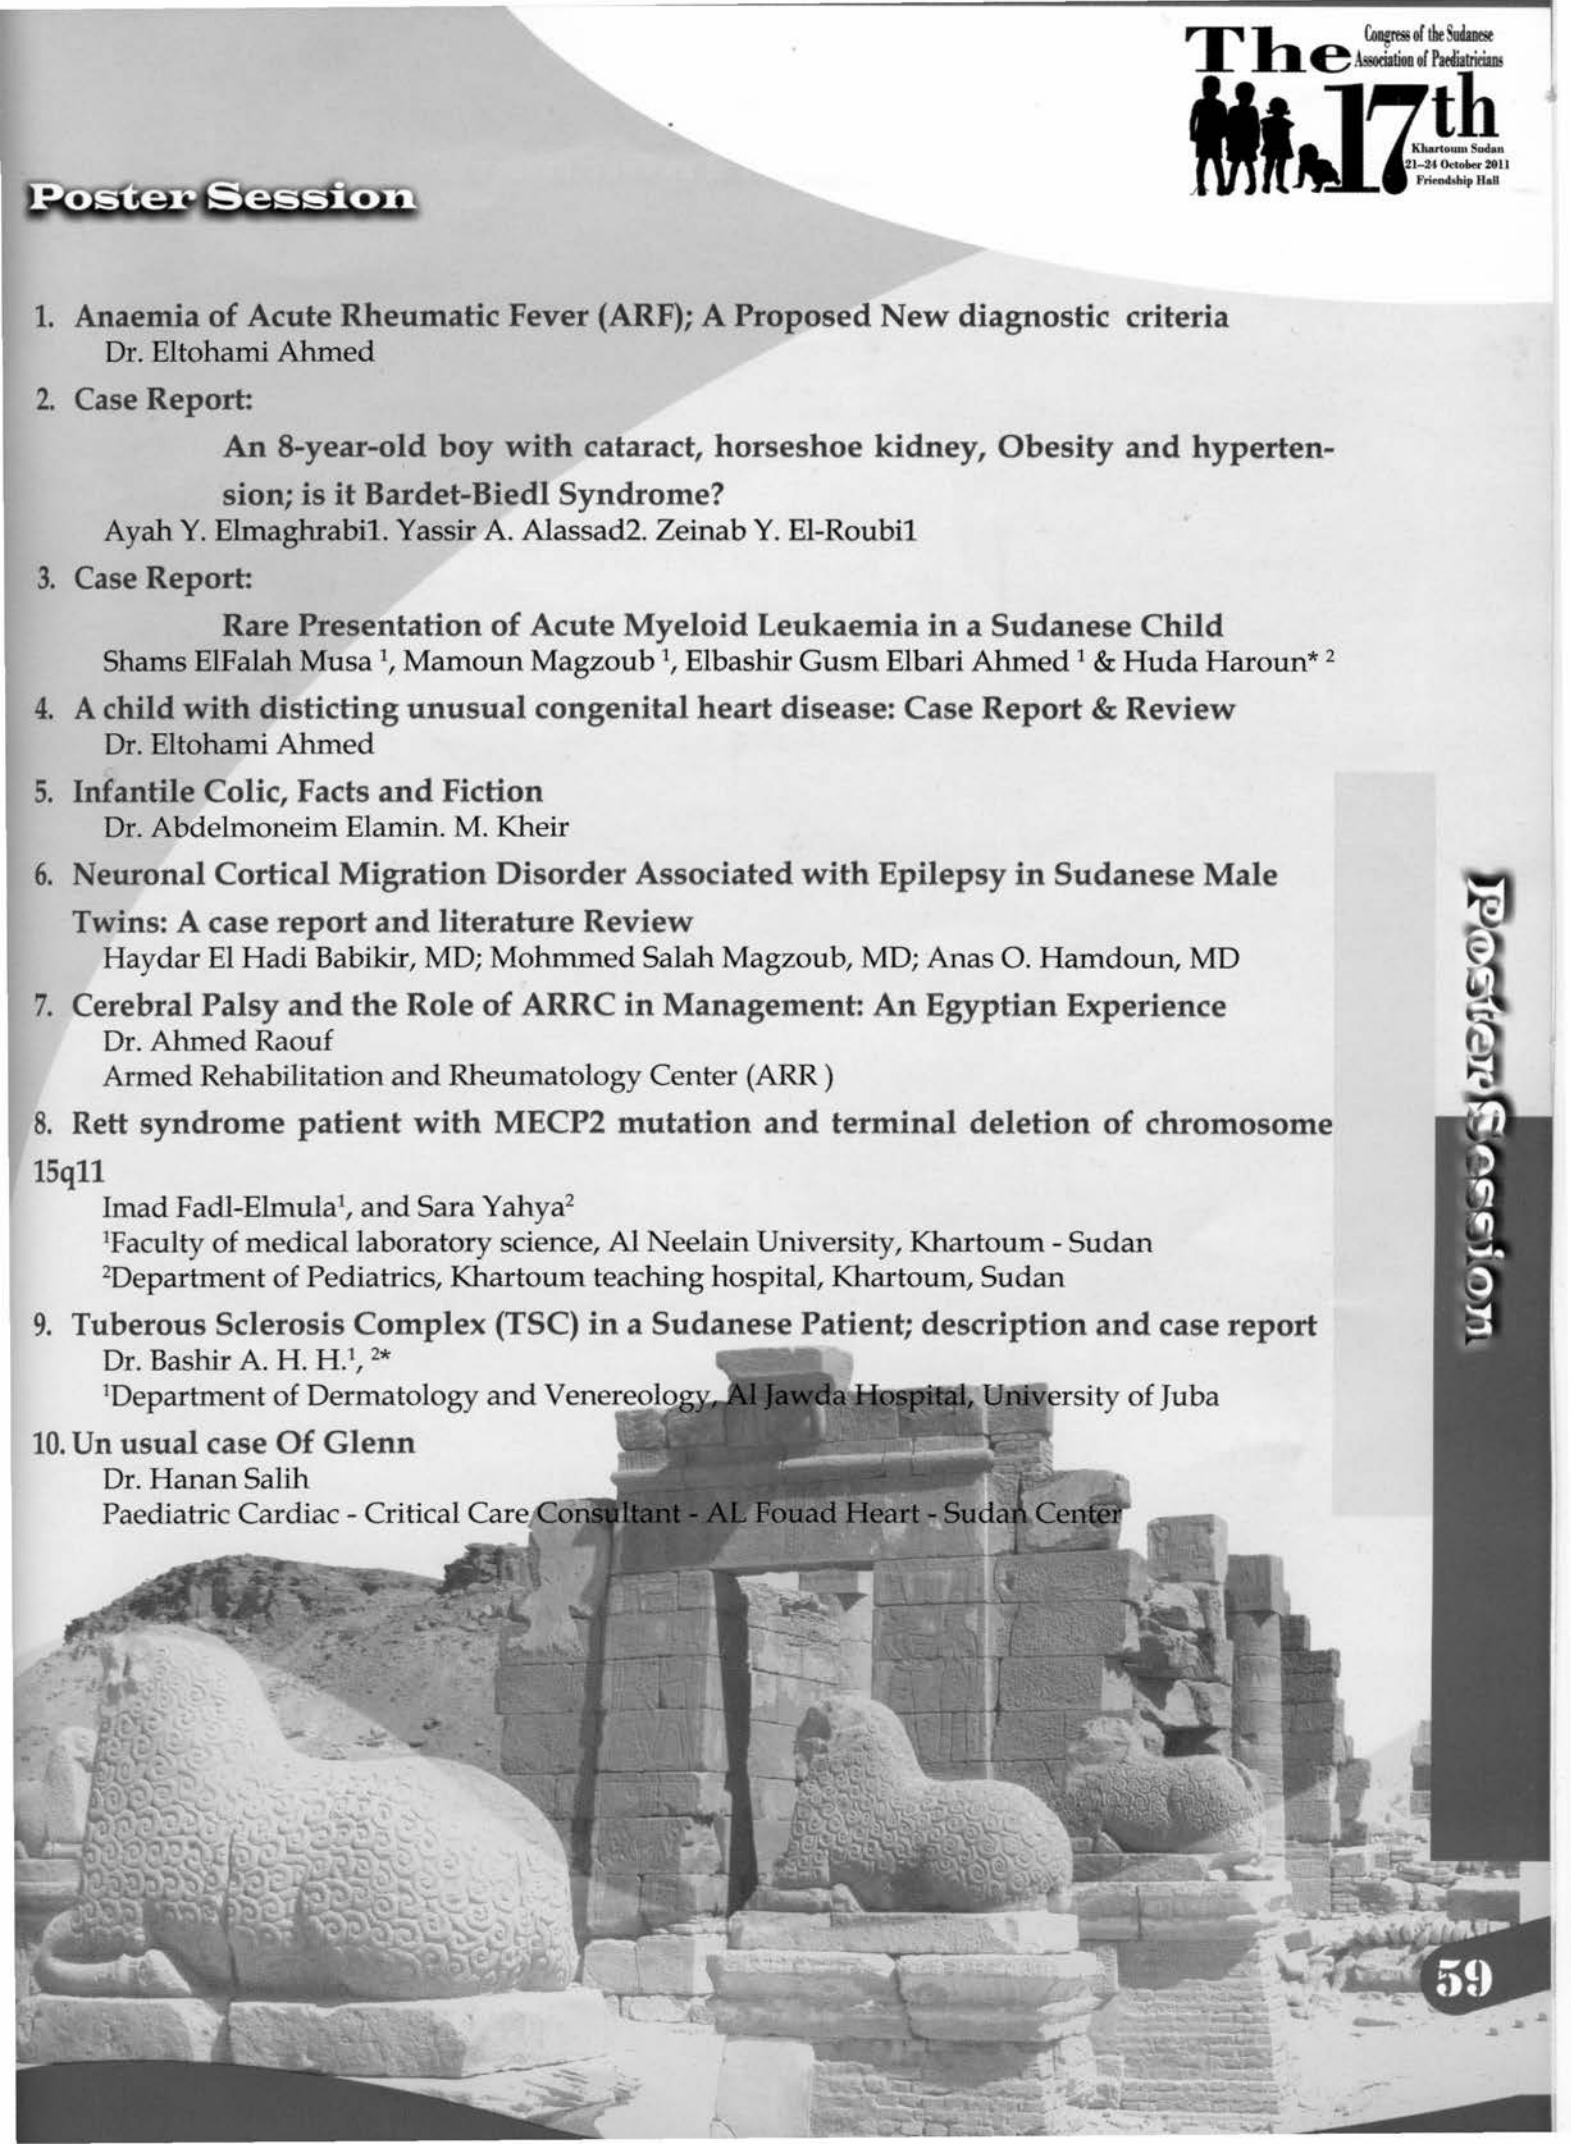 The
Congress of the Sudanese
Association of Paediatricians
17th
Khartoum Sudan
21-24 October 2011
Friendship Hall
Poster Session
1. Anaemia of Acute Rheumatic Fever (ARF); A Proposed New diagnostic criteria
Dr. Eltohami Ahmed
2. Case Report:
An 8-year-old boy with cataract, horseshoe kidney, Obesity and hyperten-
sion; is it Bardet-Biedl Syndrome?
Ayah Y. Elmaghrabi1. Yassir A. Alassad2. Zeinab Y. El-Roubi1
3. Case Report:
Rare Presentation of Acute Myeloid Leukaemia in a Sudanese Child
Shams ElFalah Musa ¹, Mamoun Magzoub ¹, Elbashir Gusm Elbari Ahmed ¹ & Huda Haroun* ²
4. A child with disticting unusual congenital heart disease: Case Report & Review
Dr. Eltohami Ahmed
5. Infantile Colic, Facts and Fiction
Dr. Abdelmoneim Elamin. M. Kheir
6. Neuronal Cortical Migration Disorder Associated with Epilepsy in Sudanese Male
Twins: A case report and literature Review
Haydar El Hadi Babikir, MD; Mohmmed Salah Magzoub, MD; Anas O. Hamdoun, MD
7. Cerebral Palsy and the Role of ARRC in Management: An Egyptian Experience
Dr. Ahmed Raouf
Armed Rehabilitation and Rheumatology Center (ARR )
8. Rett syndrome patient with MECP2 mutation and terminal deletion of chromosome
15q11
Imad Fadl-Elmula¹, and Sara Yahya²
¹Faculty of medical laboratory science, Al Neelain University, Khartoum - Sudan
²Department of Pediatrics, Khartoum teaching hospital, Khartoum, Sudan
9. Tuberous Sclerosis Complex (TSC) in a Sudanese Patient; description and case report
Dr. Bashir A. H. H.¹, ²*
¹Department of Dermatology and Venereology, Al Jawda Hospital, University of Juba
10. Un usual case Of Glenn
Dr. Hanan Salih
Paediatric Cardiac - Critical Care Consultant - AL Fouad Heart - Sudan Center
Poster Session
59